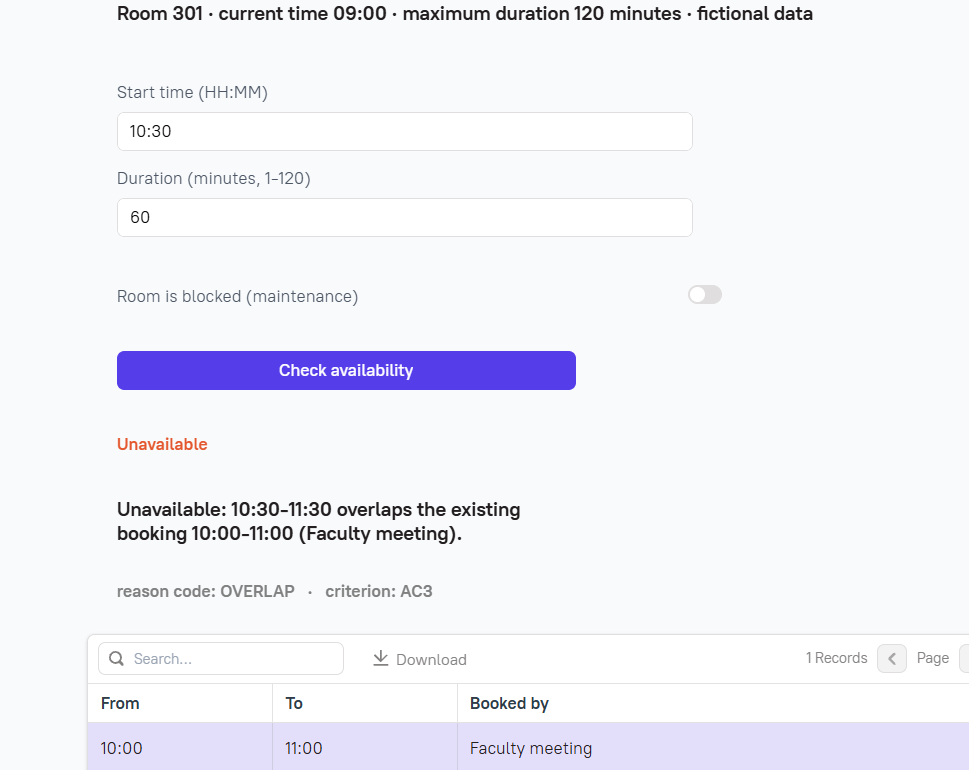 Room 301 · current time 09:00 · maximum duration 120 minutes · fictional data
Start time (HH:MM)
10:30
Duration (minutes, 1-120)
60
Room is blocked (maintenance)
Check availability
Unavailable
Unavailable: 10:30-11:30 overlaps the existing
booking 10:00-11:00 (Faculty meeting).
reason code: OVERLAP · criterion: AC3
Search... Download 1 Records Page
From To Booked by
10:00 11:00 Faculty meeting